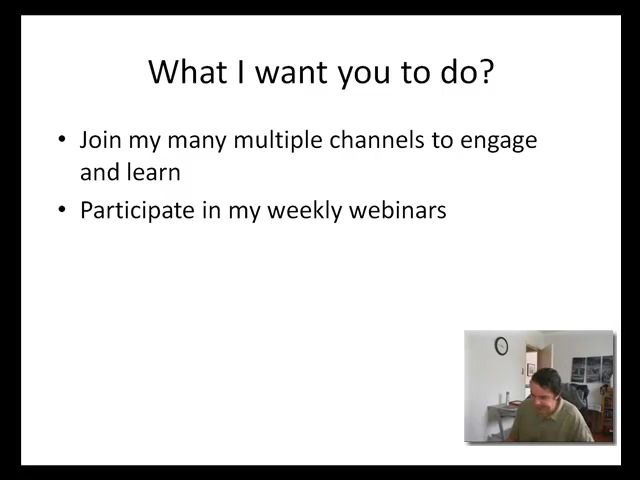 What I want you to do?
• Join my many multiple channels to engage
and learn
• Participate in my weekly webinars